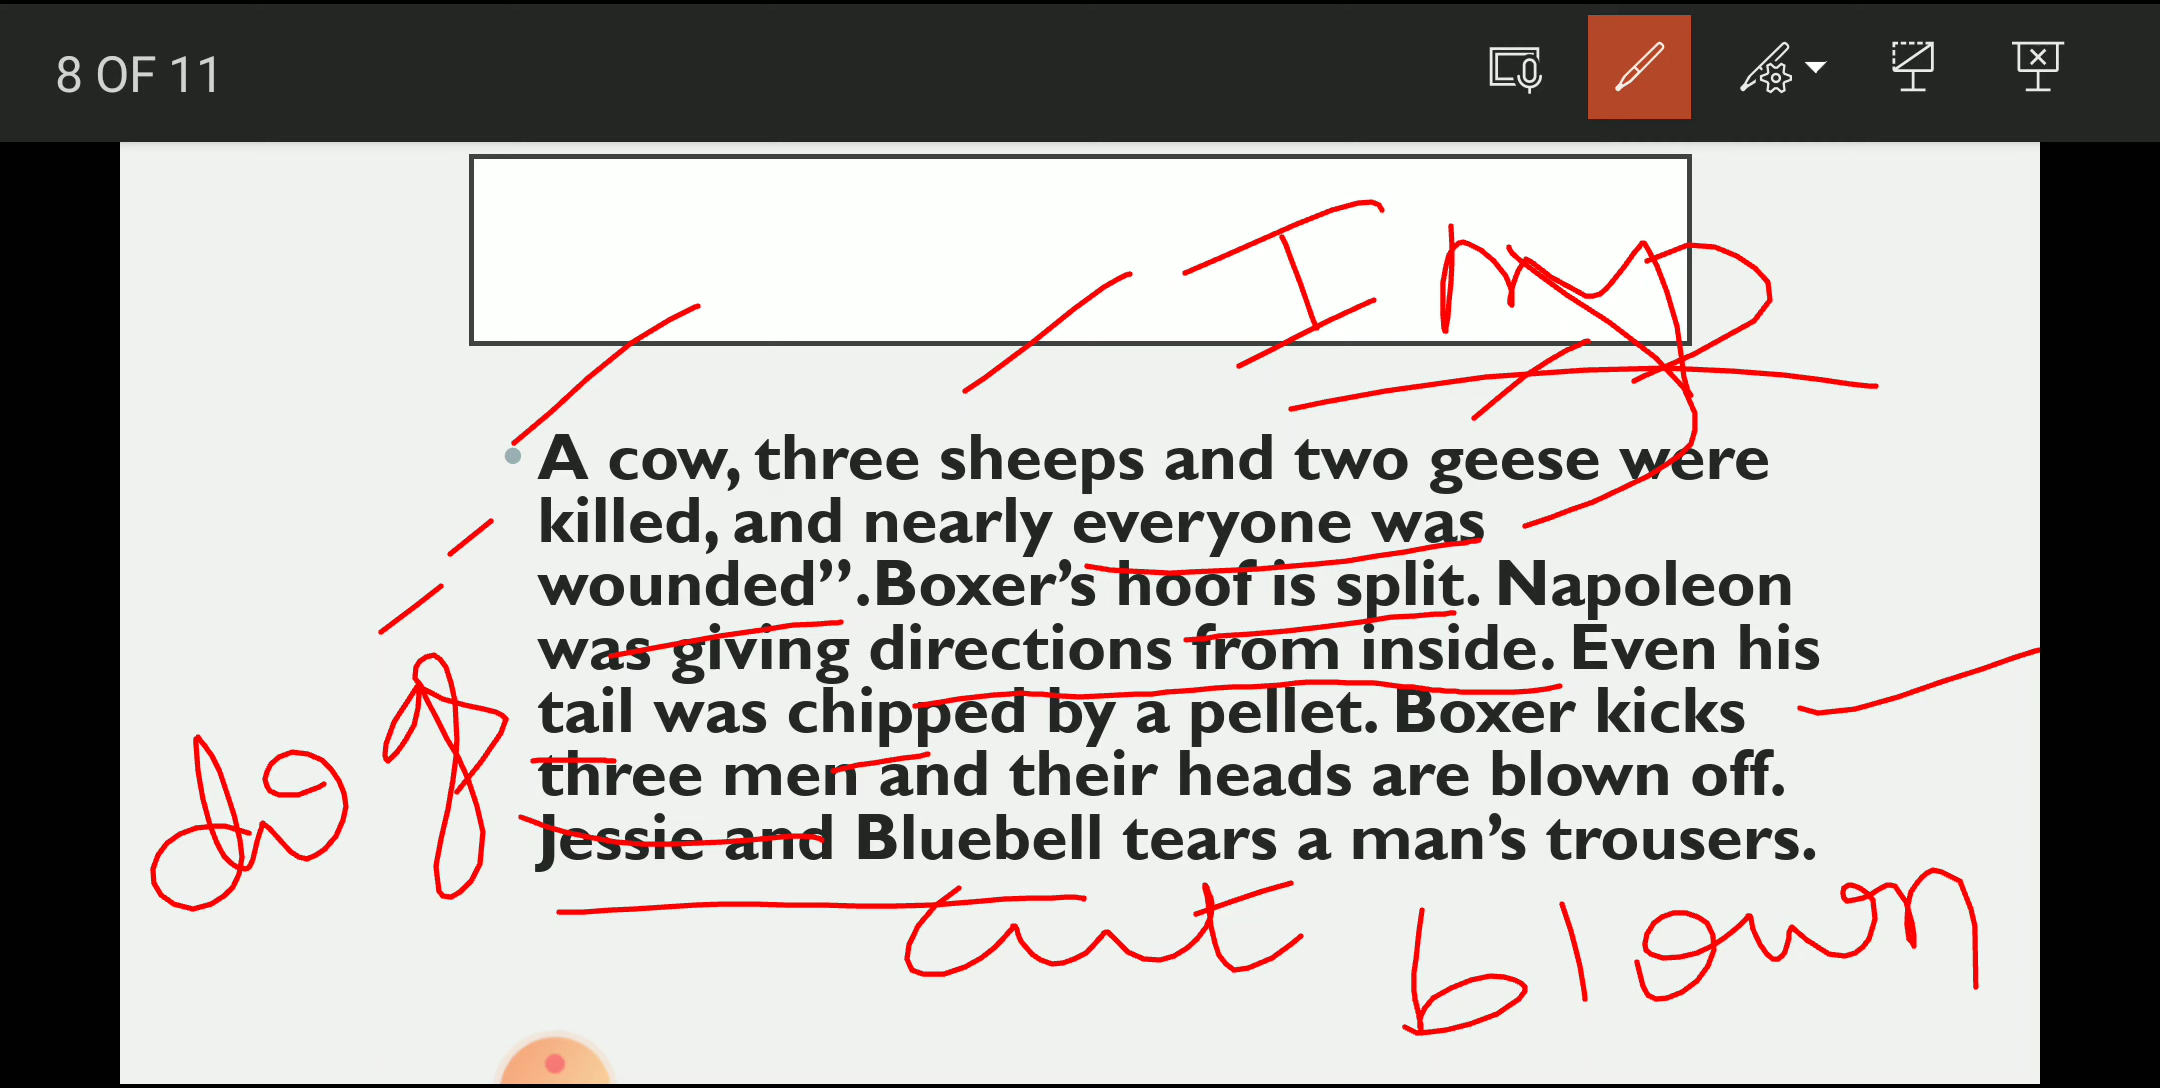 8 OF 11
Imp
A cow, three sheeps and two geese were
killed, and nearly everyone was
wounded”.Boxer’s hoof is split. Napoleon
was giving directions from inside. Even his
tail was chipped by a pellet. Boxer kicks
three men and their heads are blown off.
Jessie and Bluebell tears a man’s trousers.
dog
cut blown